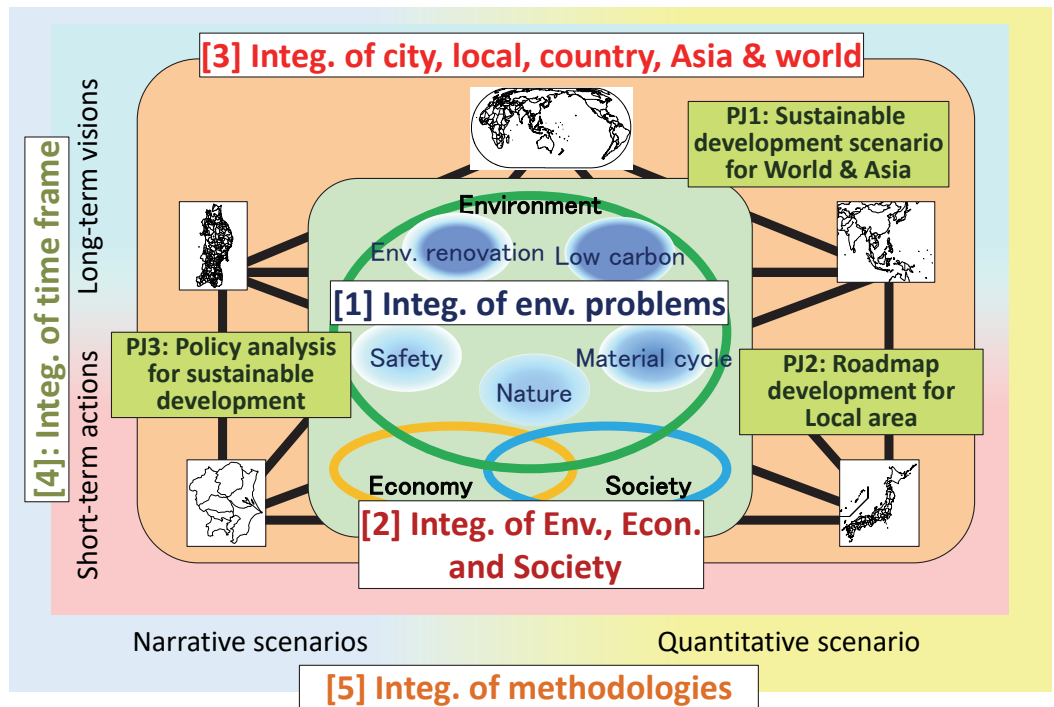 [3] Integ. of city, local, country, Asia & world
PJ1: Sustainable
development scenario
for World & Asia
[4]: Integ. of time frame
Long-term visions
Short-term actions
Environment
Env. renovation
Low carbon
[1] Integ. of env. problems
PJ3: Policy analysis
for sustainable
development
Safety
Material cycle
Nature
PJ2: Roadmap
development for
Local area
Economy
Society
[2] Integ. of Env., Econ.
and Society
Narrative scenarios
Quantitative scenario
[5] Integ. of methodologies